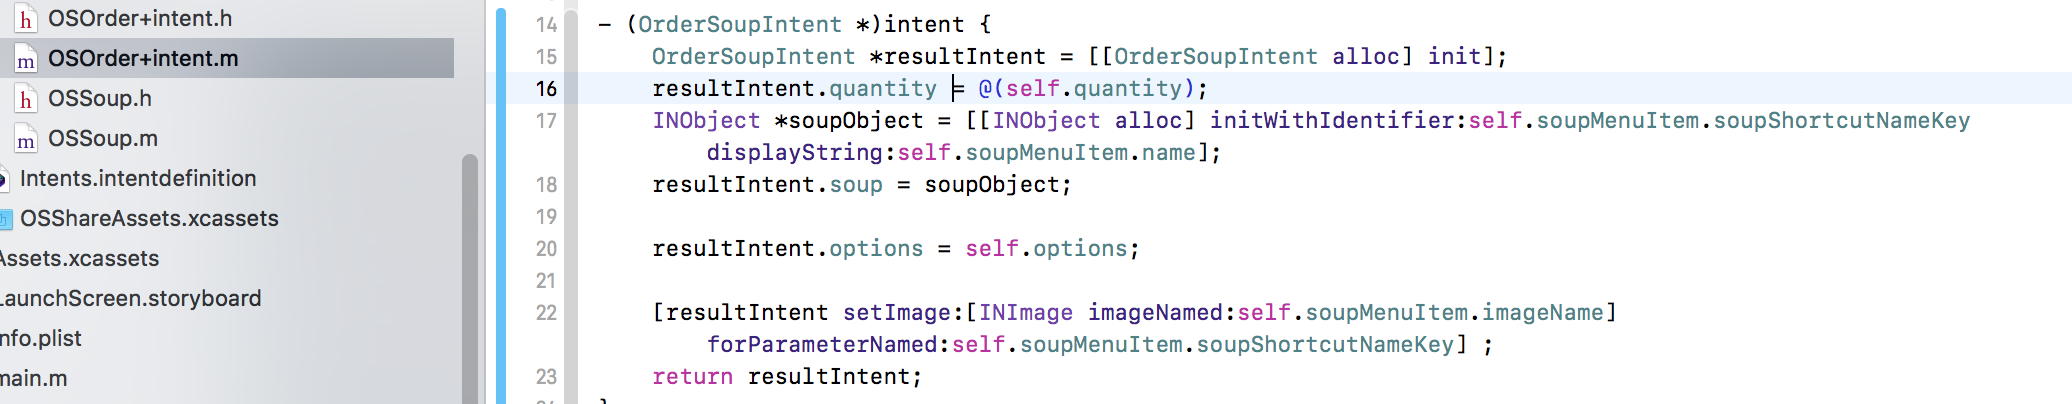 OSOrder+intent.h
OSOrder+intent.m
OSSoup.h
OSSoup.m
Intents.intentdefinition
OSShareAssets.xcassets
Assets.xcassets
LaunchScreen.storyboard
nfo.plist
main.m
14 - (OrderSoupIntent *)intent {
15 OrderSoupIntent *resultIntent = [[OrderSoupIntent alloc] init];
16 resultIntent.quantity = @(self.quantity);
17 INObject *soupObject = [[INObject alloc] initWithIdentifier:self.soupMenuItem.soupShortcutNameKey
displayString:self.soupMenuItem.name];
18 resultIntent.soup = soupObject;
19
20 resultIntent.options = self.options;
21
22 [resultIntent setImage:[INImage imageNamed:self.soupMenuItem.imageName]
forParameterNamed:self.soupMenuItem.soupShortcutNameKey] ;
23 return resultIntent;